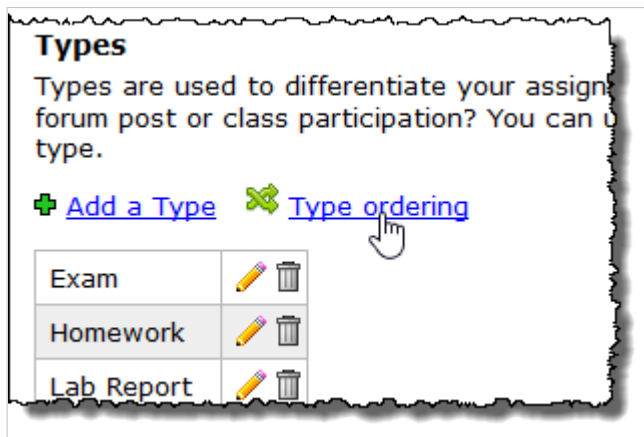 Types
Types are used to differentiate your assign
forum post or class participation? You can
type.
Add a Type Type ordering
Exam
Homework
Lab Report